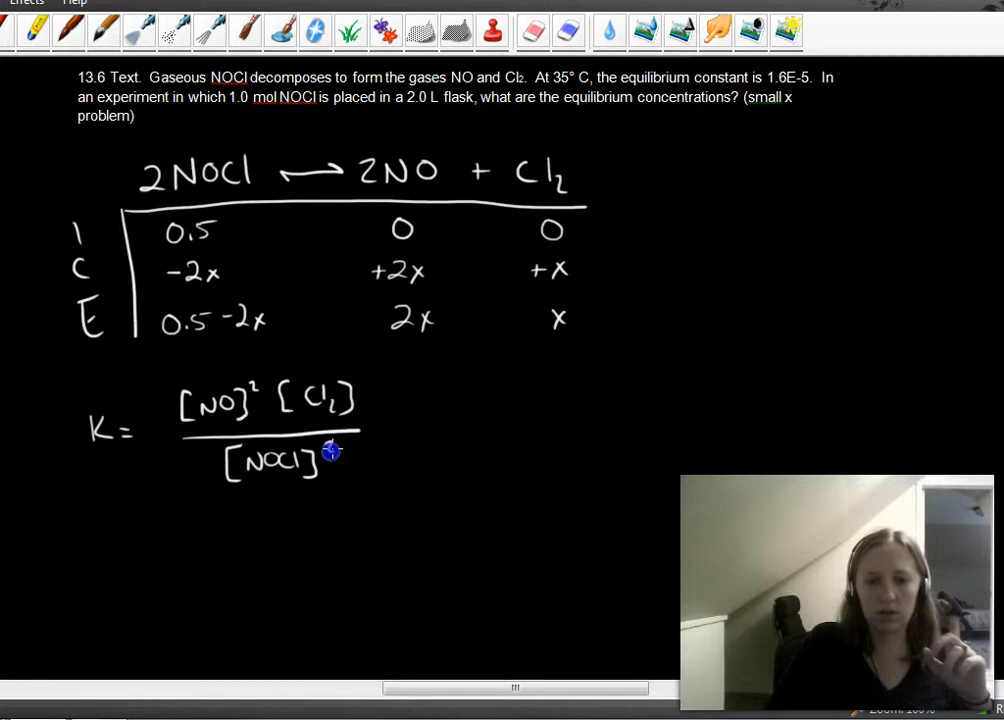 Effects Help
13.6 Text. Gaseous NOCl decomposes to form the gases NO and Cl₂. At 35° C, the equilibrium constant is 1.6E-5. In
an experiment in which 1.0 mol NOCl is placed in a 2.0 L flask, what are the equilibrium concentrations? (small x
problem)
2NOCl ⇌ 2NO + Cl₂
I 0.5 0 0
C -2x +2x +x
E 0.5-2x 2x x
K = [NO]² [Cl₂]
[NOCl]
Zoom: 100%